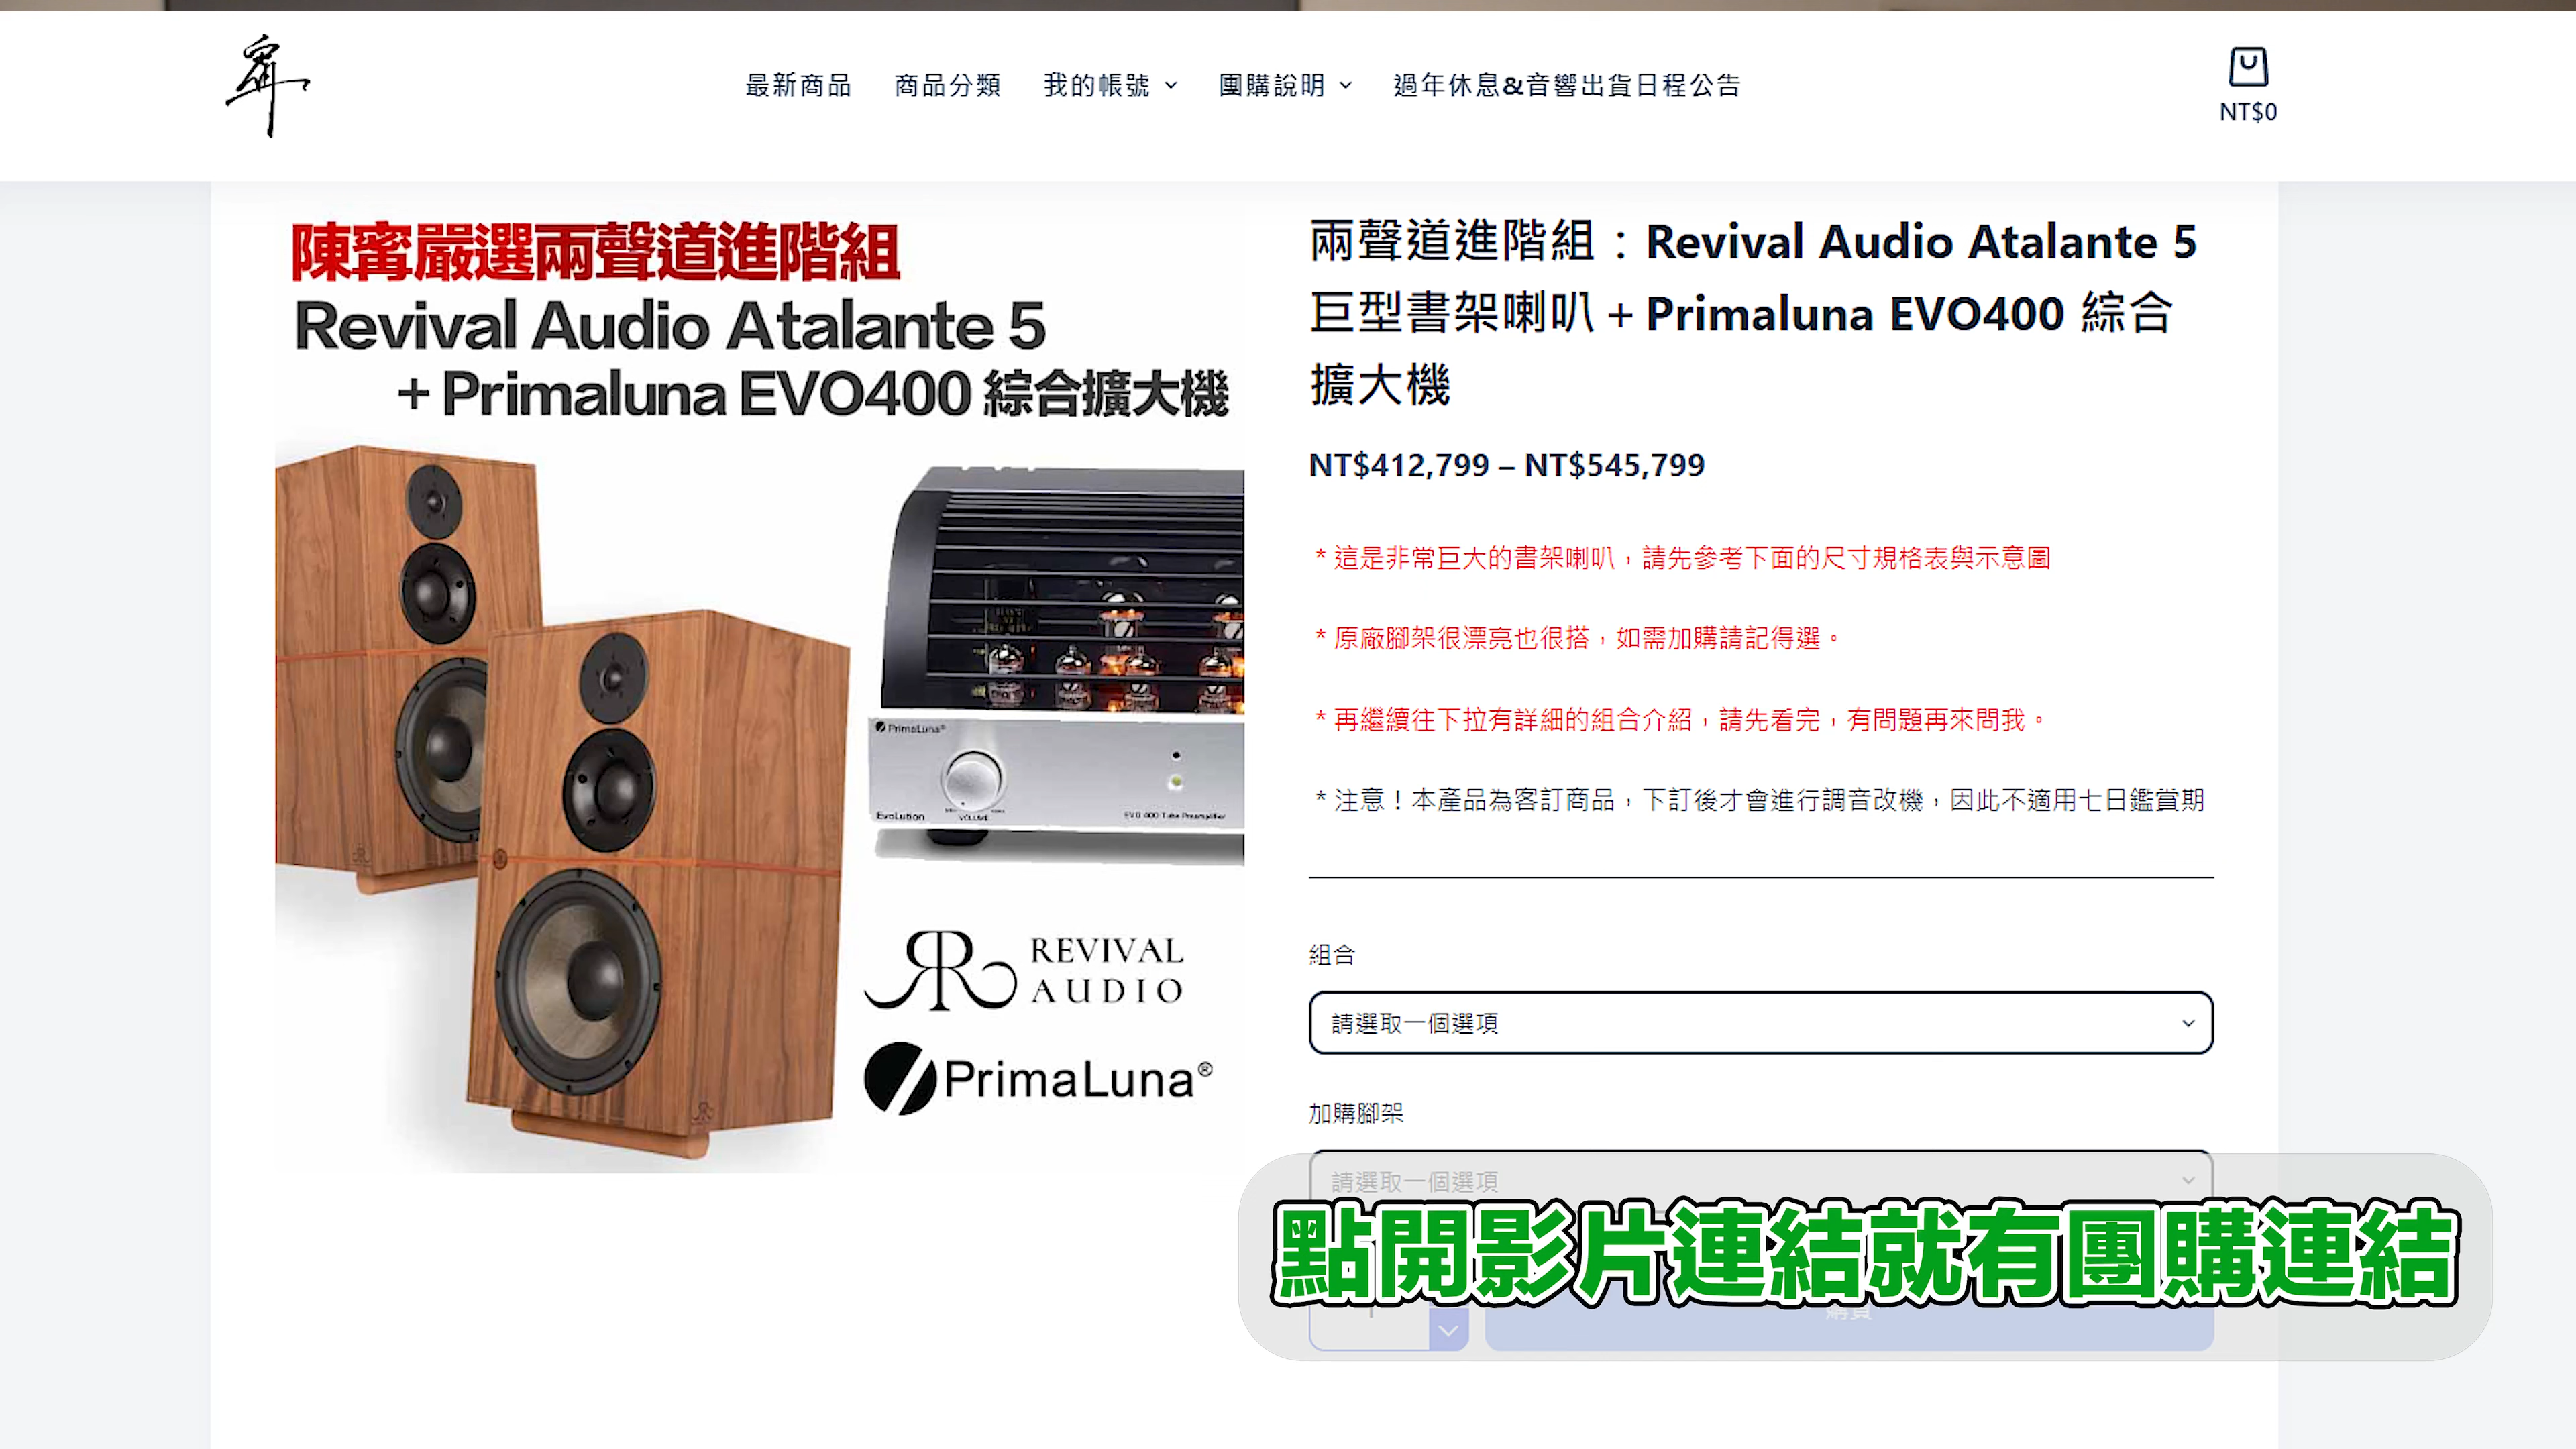 最新商品
商品分類
我的帳號
團購說明
過年休息&音響出貨日程公告
NT$0
陳寗嚴選兩聲道進階組
Revival Audio Atalante 5
+ Primaluna EVO400 綜合擴大機
PrimaLuna®
EvoLution
VOLUME
EVO 400 Tube Preamplifier
REVIVAL
AUDIO
PrimaLuna®
兩聲道進階組：Revival Audio Atalante 5
巨型書架喇叭＋Primaluna EVO400 綜合
擴大機
NT$412,799 – NT$545,799
* 這是非常巨大的書架喇叭，請先參考下面的尺寸規格表與示意圖
* 原廠腳架很漂亮也很搭，如需加購請記得選。
* 再繼續往下拉有詳細的組合介紹，請先看完，有問題再來問我。
* 注意！本產品為客訂商品，下訂後才會進行調音改機，因此不適用七日鑑賞期
組合
請選取一個選項
加購腳架
請選取一個選項
點開影片連結就有團購連結